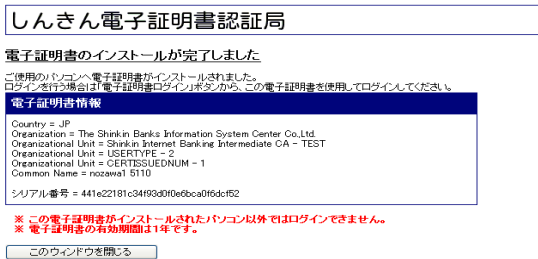 しんきん電子証明書認証局
電子証明書のインストールが完了しました
ご使用のパソコンへ電子証明書がインストールされました。
ログインを行う場合は「電子証明書ログイン」ボタンから、この電子証明書を使用してログインしてください。
電子証明書情報
Country = JP
Organization = The Shinkin Banks Information System Center Co.,Ltd.
Organizational Unit = Shinkin Internet Banking Intermediate CA - TEST
Organizational Unit = USERTYPE - 2
Organizational Unit = CERTISSUEDNUM - 1
Common Name = nozawa1 5110
シリアル番号 = 441e22181c34f93d0f0e6bca0f6dcf52
※ この電子証明書がインストールされたパソコン以外ではログインできません。
※ 電子証明書の有効期間は1年です。
このウィンドウを閉じる